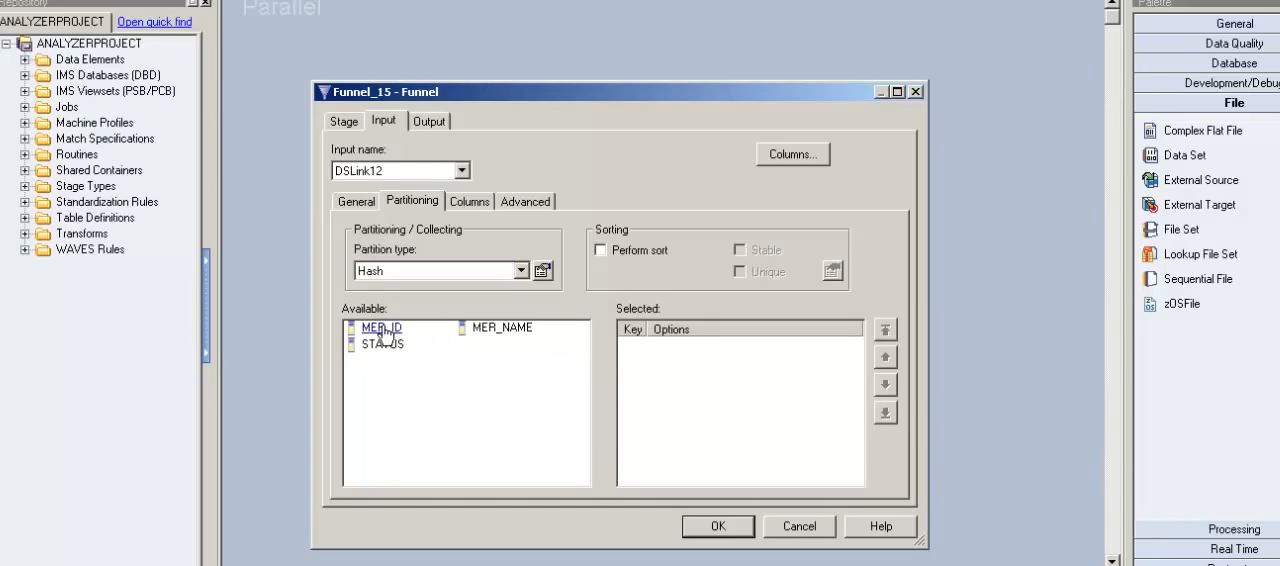 Repository
Palette
Parallel
ANALYZERPROJECT
Open quick find
ANALYZERPROJECT
Data Elements
IMS Databases (DBD)
IMS Viewsets (PSB/PCB)
Jobs
Machine Profiles
Match Specifications
Routines
Shared Containers
Stage Types
Standardization Rules
Table Definitions
Transforms
WAVES Rules
Funnel_15 - Funnel
Stage
Input
Output
Input name:
DSLink12
Columns...
General
Partitioning
Columns
Advanced
Partitioning / Collecting
Partition type:
Hash
Sorting
Perform sort
Stable
Unique
Available:
MER_ID
MER_NAME
STATUS
Selected:
Key
Options
OK
Cancel
Help
General
Data Quality
Database
Development/Debug
File
Complex Flat File
Data Set
External Source
External Target
File Set
Lookup File Set
Sequential File
zOSFile
Processing
Real Time